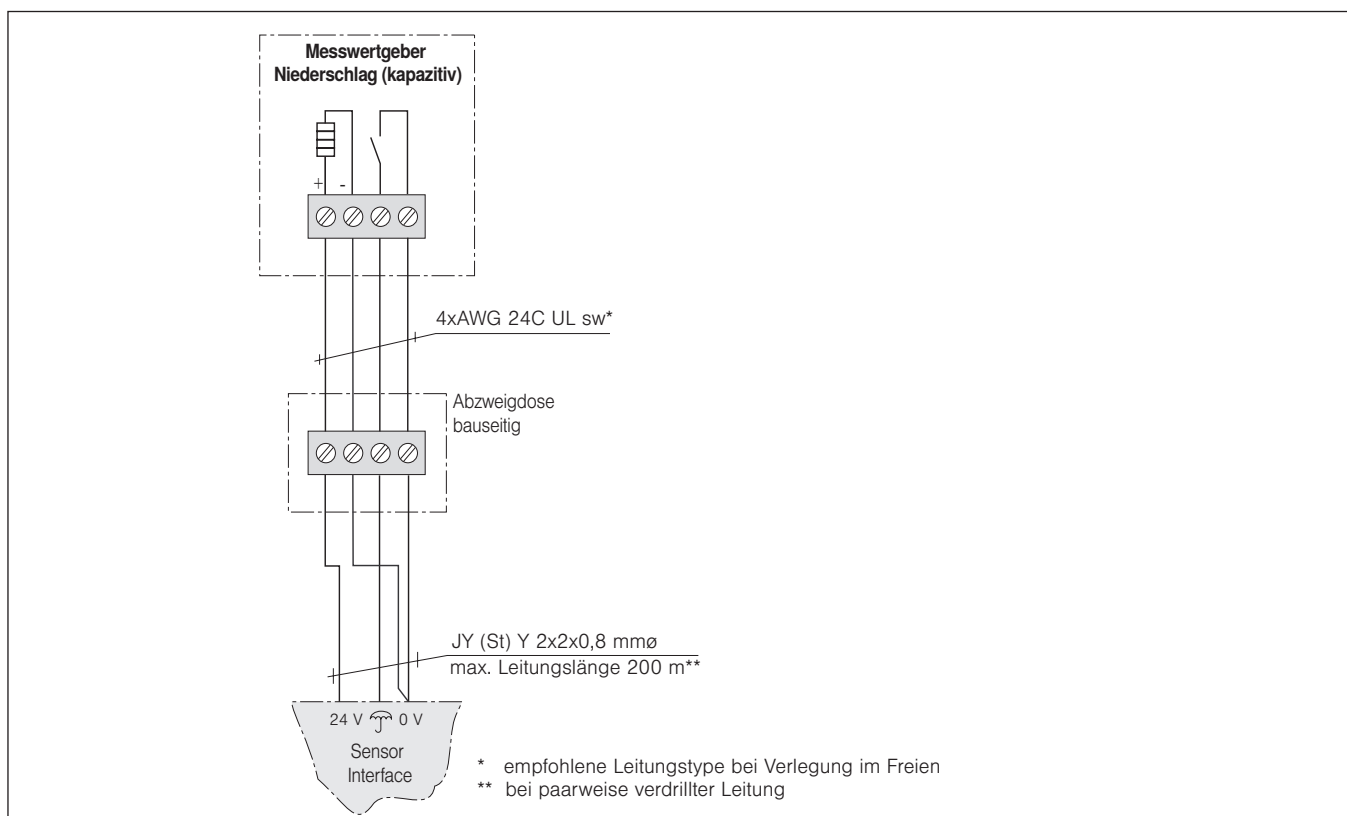 Messwertgeber
Niederschlag (kapazitiv)
+ -
4xAWG 24C UL sw*
Abzweigdose
bauseitig
JY (St) Y 2x2x0,8 mmø
max. Leitungslänge 200 m**
24 V 0 V
Sensor
Interface
* empfohlene Leitungstype bei Verlegung im Freien
** bei paarweise verdrillter Leitung